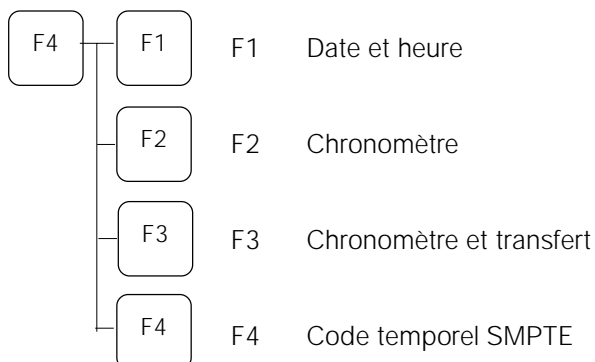 F4 F1 F1 Date et heure
F2 F2 Chronomètre
F3 F3 Chronomètre et transfert
F4 F4 Code temporel SMPTE